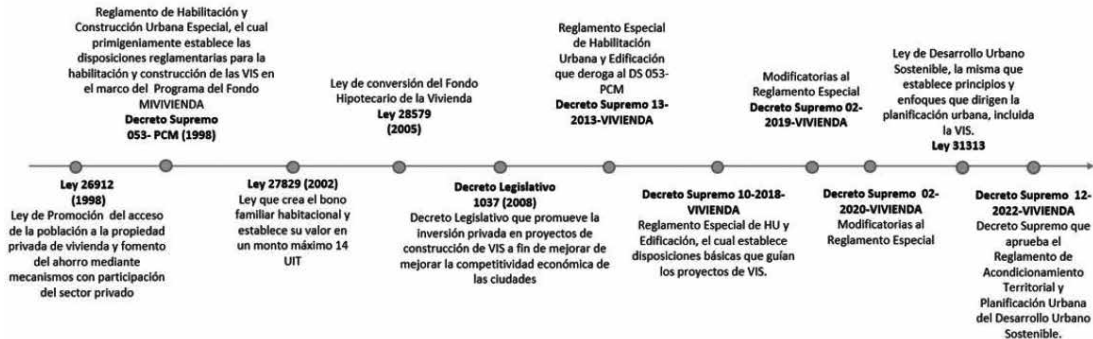 Reglamento de Habilitación y
Construcción Urbana Especial, el cual
primigeniamente establece las
disposiciones reglamentarias para la
habilitación y construcción de las VIS en
el marco del Programa del Fondo
MIVIVIENDA
Decreto Supremo
053- PCM (1998)
Ley de conversión del Fondo
Hipotecario de la Vivienda
Ley 28579
(2005)
Reglamento Especial
de Habilitación
Urbana y Edificación
que deroga al DS 053-
PCM
Decreto Supremo 13-
2013-VIVIENDA
Modificatorias al
Reglamento Especial
Decreto Supremo 02-
2019-VIVIENDA
Ley de Desarrollo Urbano
Sostenible, la misma que
establece principios y
enfoques que dirigen la
planificación urbana, incluida
la VIS.
Ley 31313
Ley 26912
(1998)
Ley de Promoción del acceso
de la población a la propiedad
privada de vivienda y fomento
del ahorro mediante
mecanismos con participación
del sector privado
Ley 27829 (2002)
Ley que crea el bono
familiar habitacional y
establece su valor en
un monto máximo 14
UIT
Decreto Legislativo
1037 (2008)
Decreto Legislativo que promueve la
inversión privada en proyectos de
construcción de VIS a fin de mejorar de
mejorar la competitividad económica de
las ciudades
Decreto Supremo 10-2018-
VIVIENDA
Reglamento Especial de HU y
Edificación, el cual establece
disposiciones básicas que guían
los proyectos de VIS.
Decreto Supremo 02-
2020-VIVIENDA
Modificatorias al
Reglamento Especial
Decreto Supremo 12-
2022-VIVIENDA
Decreto Supremo que
aprueba el
Reglamento de
Acondicionamiento
Territorial y
Planificación Urbana
del Desarrollo Urbano
Sostenible.